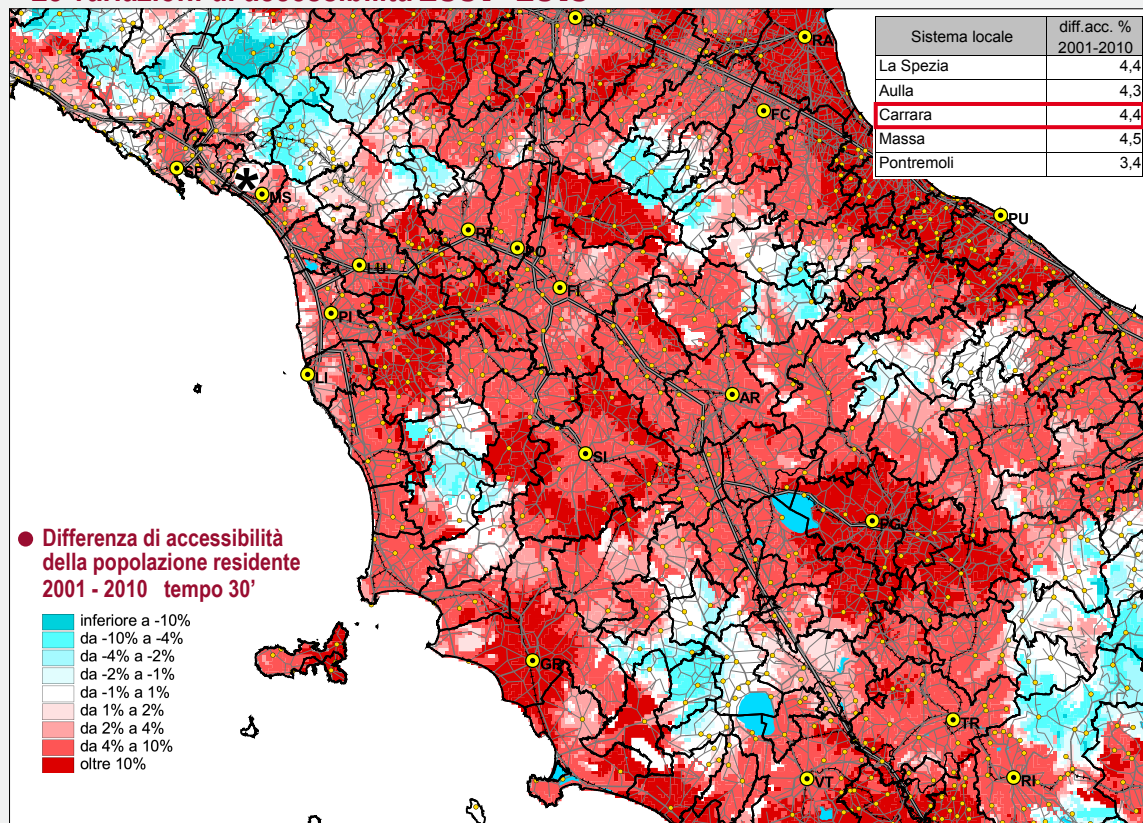 Sistema locale diff.acc. % 2001-2010
La Spezia 4,4
Aulla 4,3
Carrara 4,4
Massa 4,5
Pontremoli 3,4
BO
RA
FC
SP
*
MS
PU
PT
PO
LU
FI
PI
LI
AR
SI
PG
Differenza di accessibilità
della popolazione residente
2001 - 2010 tempo 30'
inferiore a -10%
da -10% a -4%
da -4% a -2%
da -2% a -1%
da -1% a 1%
da 1% a 2%
da 2% a 4%
da 4% a 10%
oltre 10%
GR
TR
VT
RI